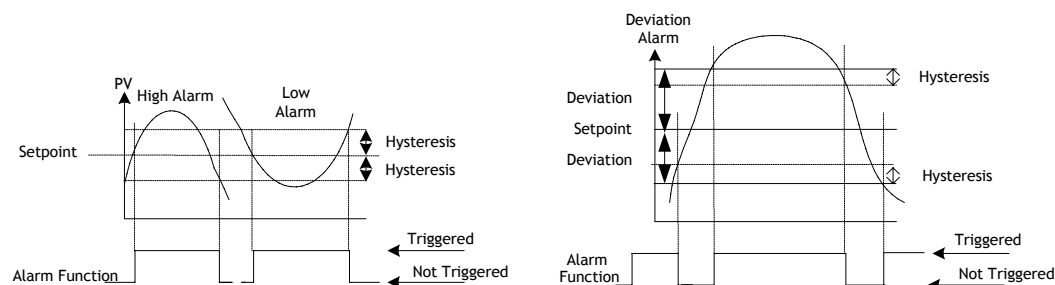 PV
High Alarm
Low
Alarm
Setpoint
Hysteresis
Hysteresis
Alarm Function
Triggered
Not Triggered
Deviation
Alarm
Deviation
Setpoint
Deviation
Hysteresis
Hysteresis
Alarm
Function
Triggered
Not Triggered